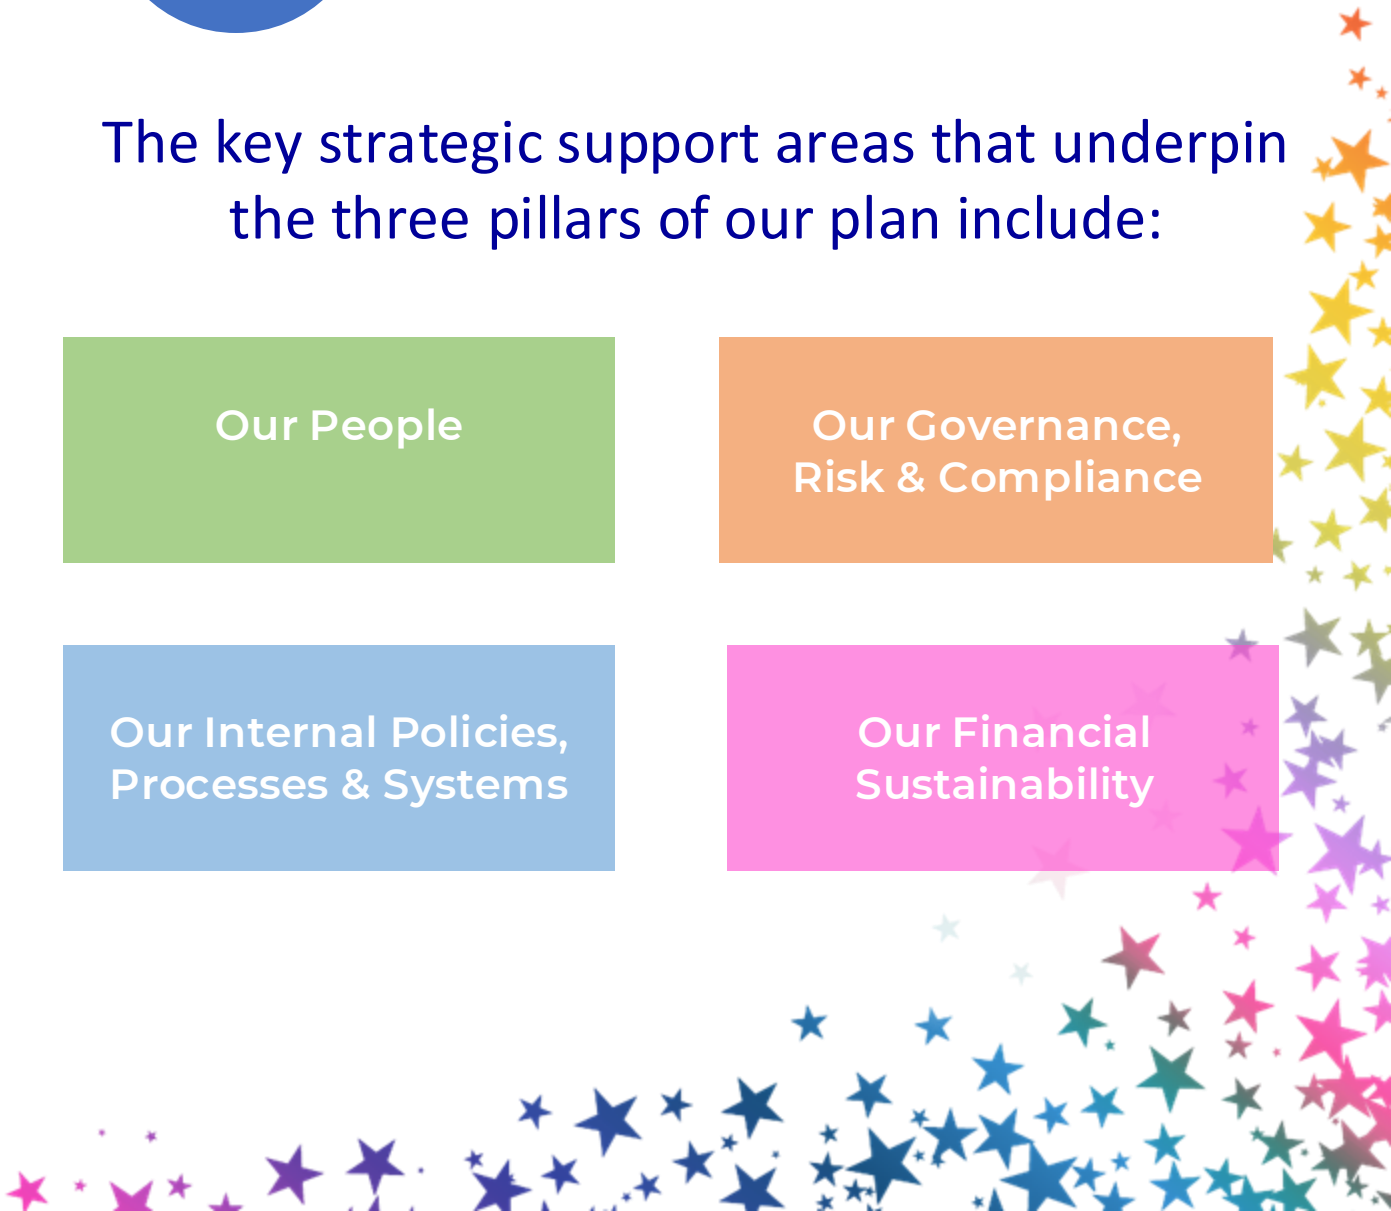 The key strategic support areas that underpin
the three pillars of our plan include:
Our People
Our Governance,
Risk & Compliance
Our Internal Policies,
Processes & Systems
Our Financial
Sustainability